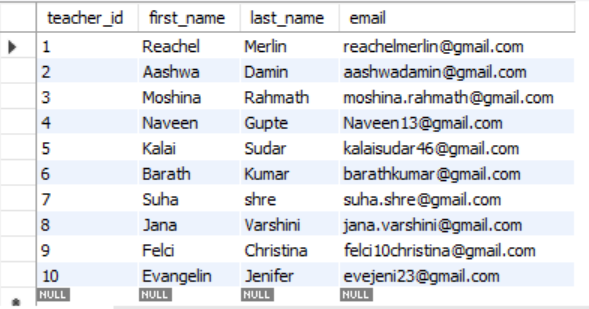 teacher_id first_name last_name email
1 Reachel Merlin reachelmerlin@gmail.com
2 Aashwa Damin aashwadamin@gmail.com
3 Moshina Rahmath moshina.rahmath@gmail.com
4 Naveen Gupte Naveen13@gmail.com
5 Kalai Sudar kalaisudar46@gmail.com
6 Barath Kumar barathkumar@gmail.com
7 Suha shre suha.shre@gmail.com
8 Jana Varshini jana.varshini@gmail.com
9 Felci Christina felci10christina@gmail.com
10 Evangelin Jenifer evejeni23@gmail.com
NULL NULL NULL NULL